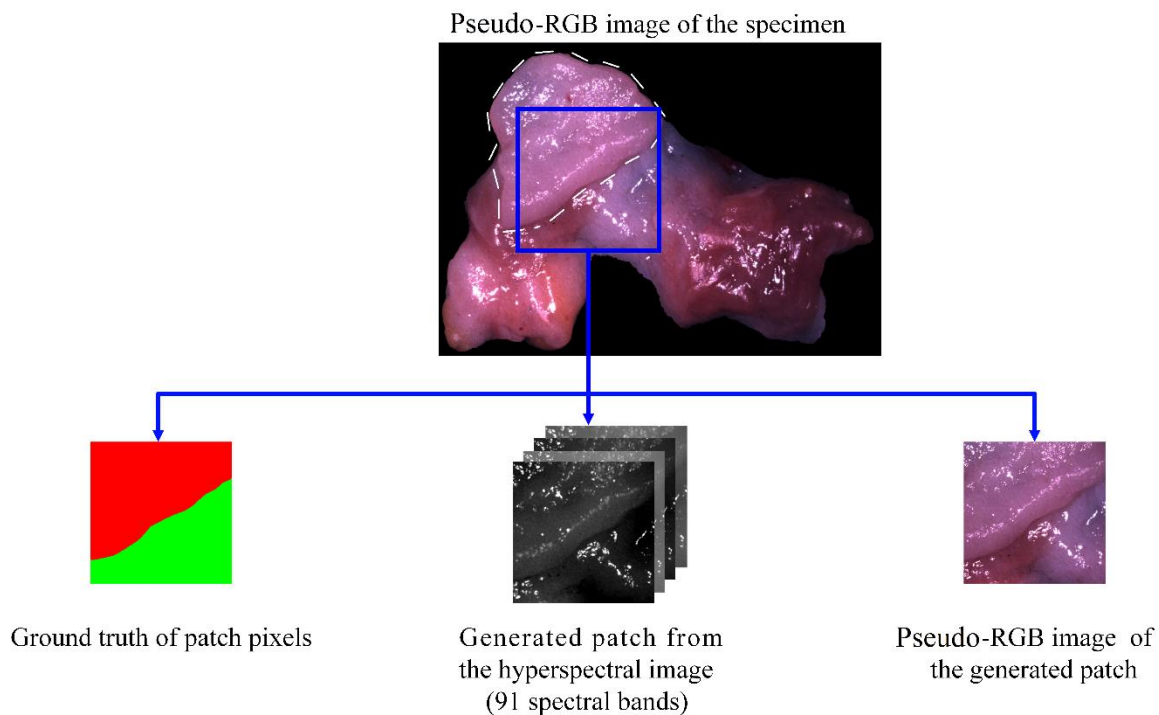 Pseudo-RGB image of the specimen
Ground truth of patch pixels
Generated patch from
the hyperspectral image
(91 spectral bands)
Pseudo-RGB image of
the generated patch